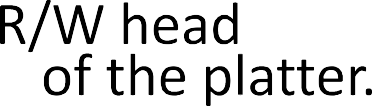 R/W head
of the platter.